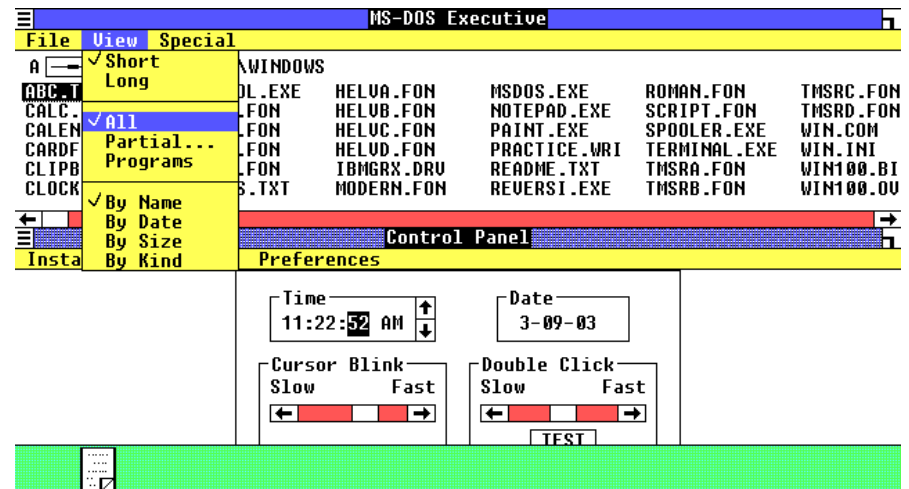 MS-DOS Executive
File View Special
A \WINDOWS
Short
Long
All
Partial...
Programs
By Name
By Date
By Size
By Kind
ABC.T OL.EXE HELVA.FON MSDOS.EXE ROMAN.FON TMSRC.FON
CALC. .FON HELVB.FON NOTEPAD.EXE SCRIPT.FON TMSRD.FON
CALEN .FON HELVC.FON PAINT.EXE SPOOLER.EXE WIN.COM
CARDF .FON HELVD.FON PRACTICE.WRI TERMINAL.EXE WIN.INI
CLIPB .FON IBMGRX.DRV README.TXT TMSRA.FON WIN100.BI
CLOCK S.TXT MODERN.FON REVERSI.EXE TMSRB.FON WIN100.OV
Control Panel
Insta Preferences
Time
11:22:52 AM
Date
3-09-03
Cursor Blink
Slow Fast
Double Click
Slow Fast
TEST